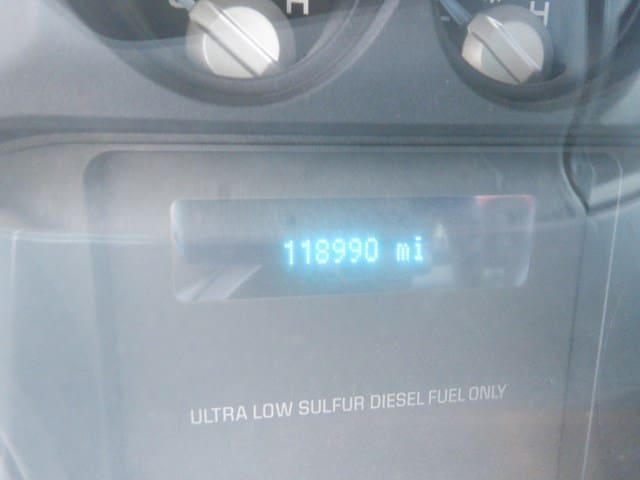 H
H
118990 mi
ULTRA LOW SULFUR DIESEL FUEL ONLY